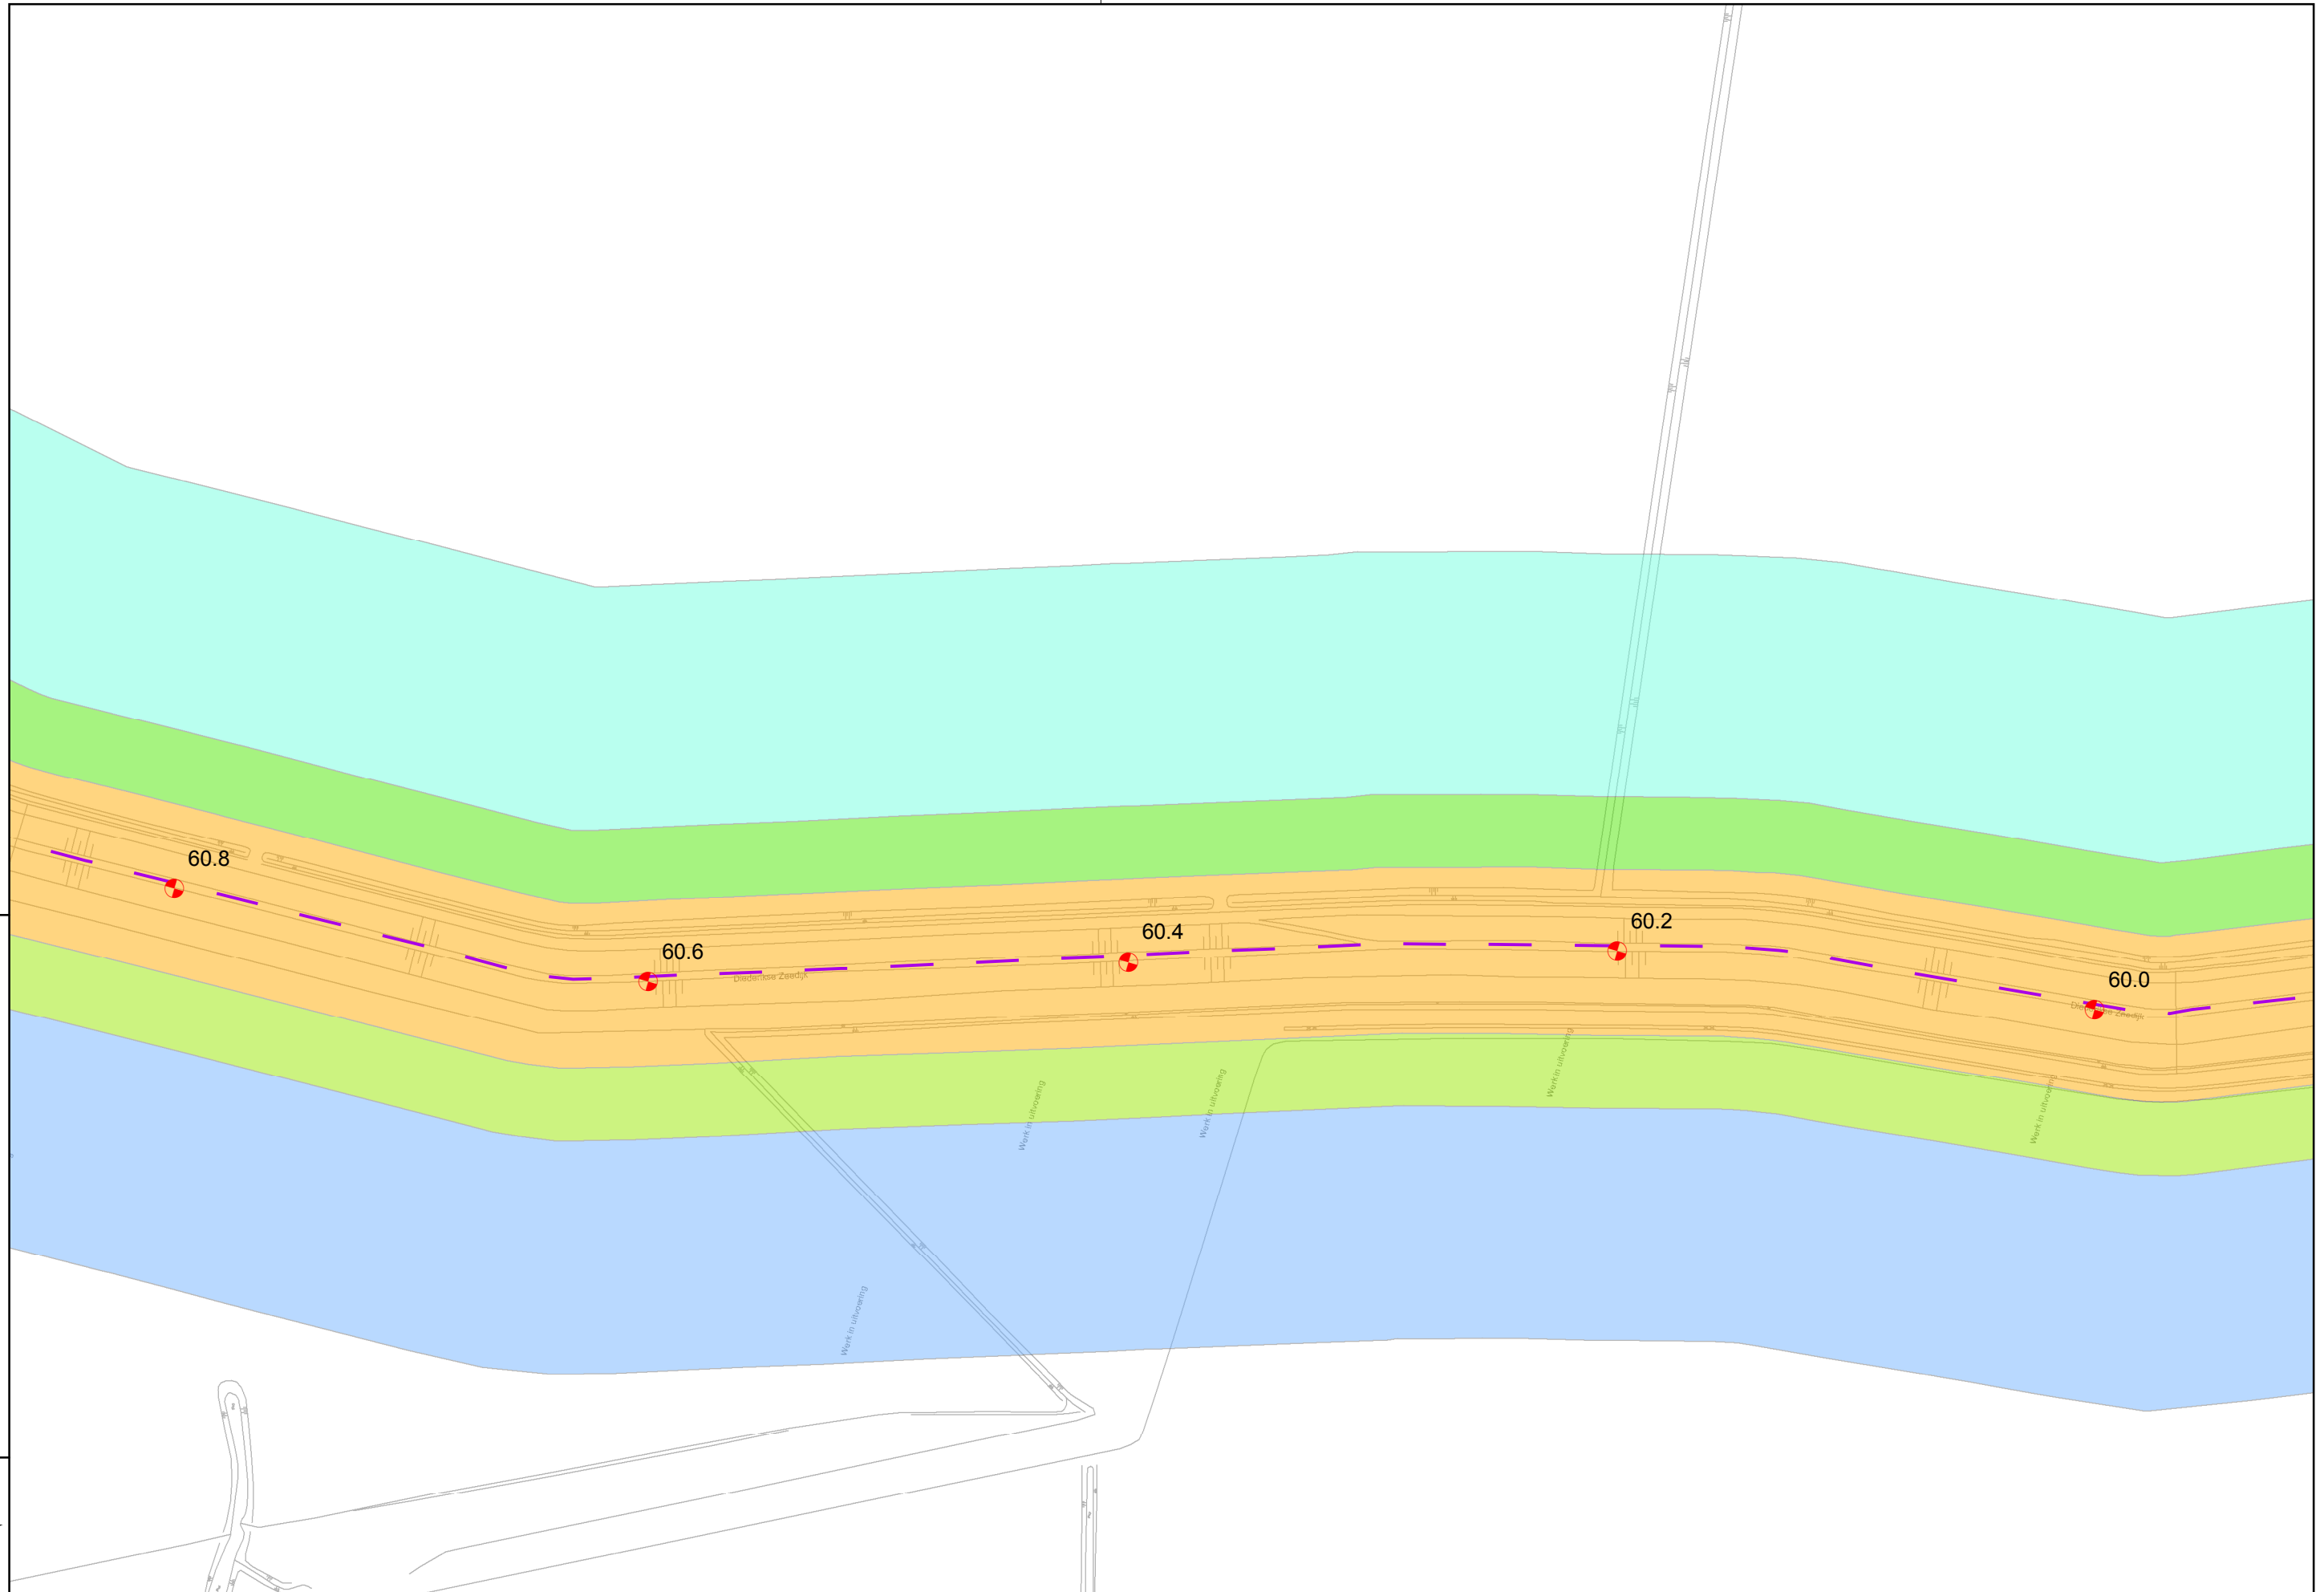 60.8
60.6
60.4
60.2
60.0
Diedenkse Zeedijk
Werk in uitvoering
Werk in uitvoering
Werk in uitvoering
Werk in uitvoering
Werk in uitvoering